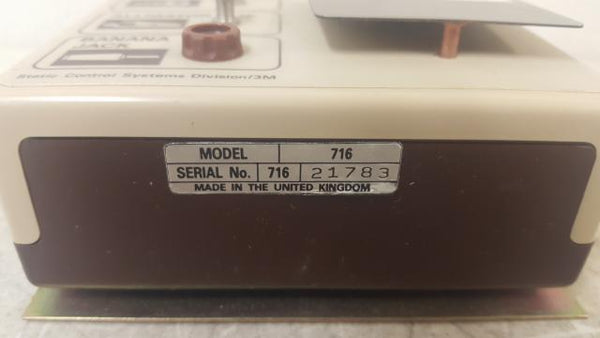 BANANA
JACK
Static Control Systems Division/3M
MODEL 716
SERIAL No. 716 21783
MADE IN THE UNITED KINGDOM